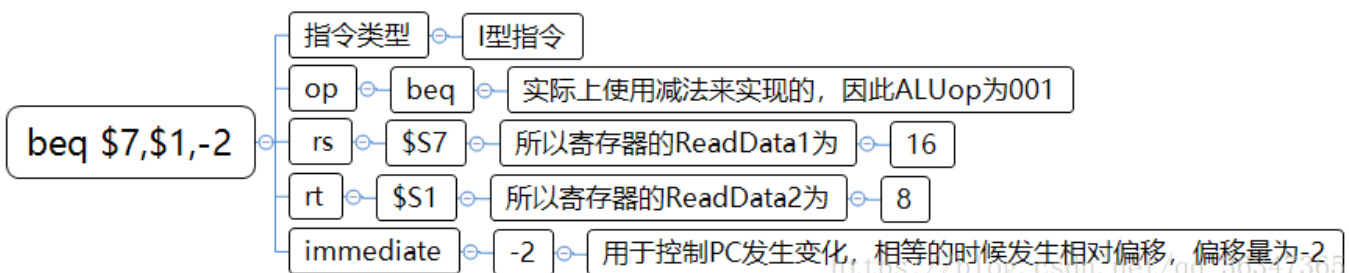 指令类型 I型指令
op beq 实际上使用减法来实现的，因此ALUop为001
beq $7,$1,-2
rs $S7 所以寄存器的ReadData1为 16
rt $S1 所以寄存器的ReadData2为 8
immediate -2 用于控制PC发生变化，相等的时候发生相对偏移，偏移量为-2